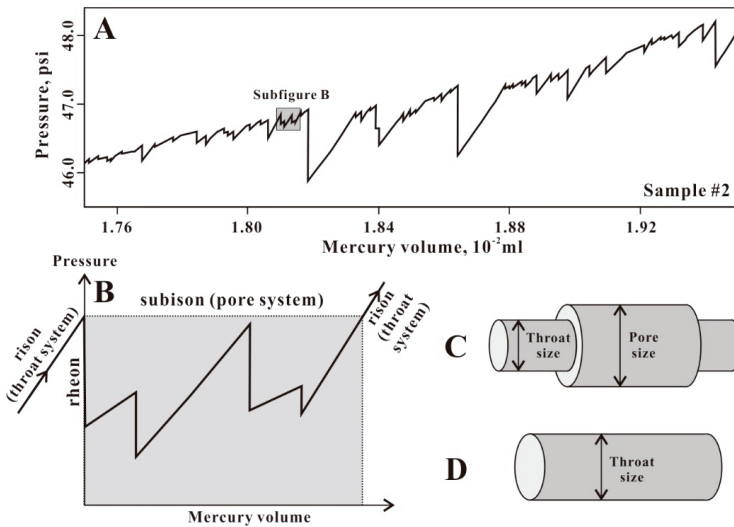 A
48.0
47.0
46.0
Pressure, psi
Subfigure B
Sample #2
1.76
1.80
1.84
1.88
1.92
Mercury volume, 10⁻²ml
Pressure
B
subison (pore system)
rison
(throat system)
rheon
rison
(throat
system)
Mercury volume
C
Throat
size
Pore
size
D
Throat
size